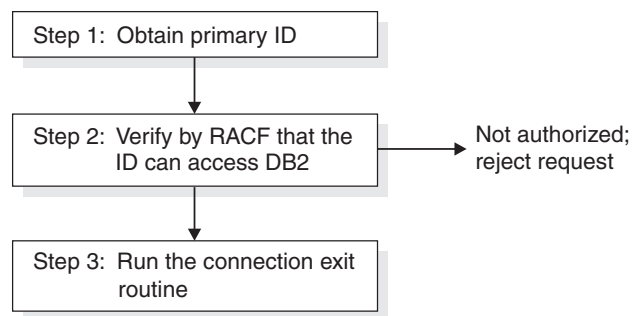 Step 1: Obtain primary ID
Step 2: Verify by RACF that the
ID can access DB2
Not authorized;
reject request
Step 3: Run the connection exit
routine